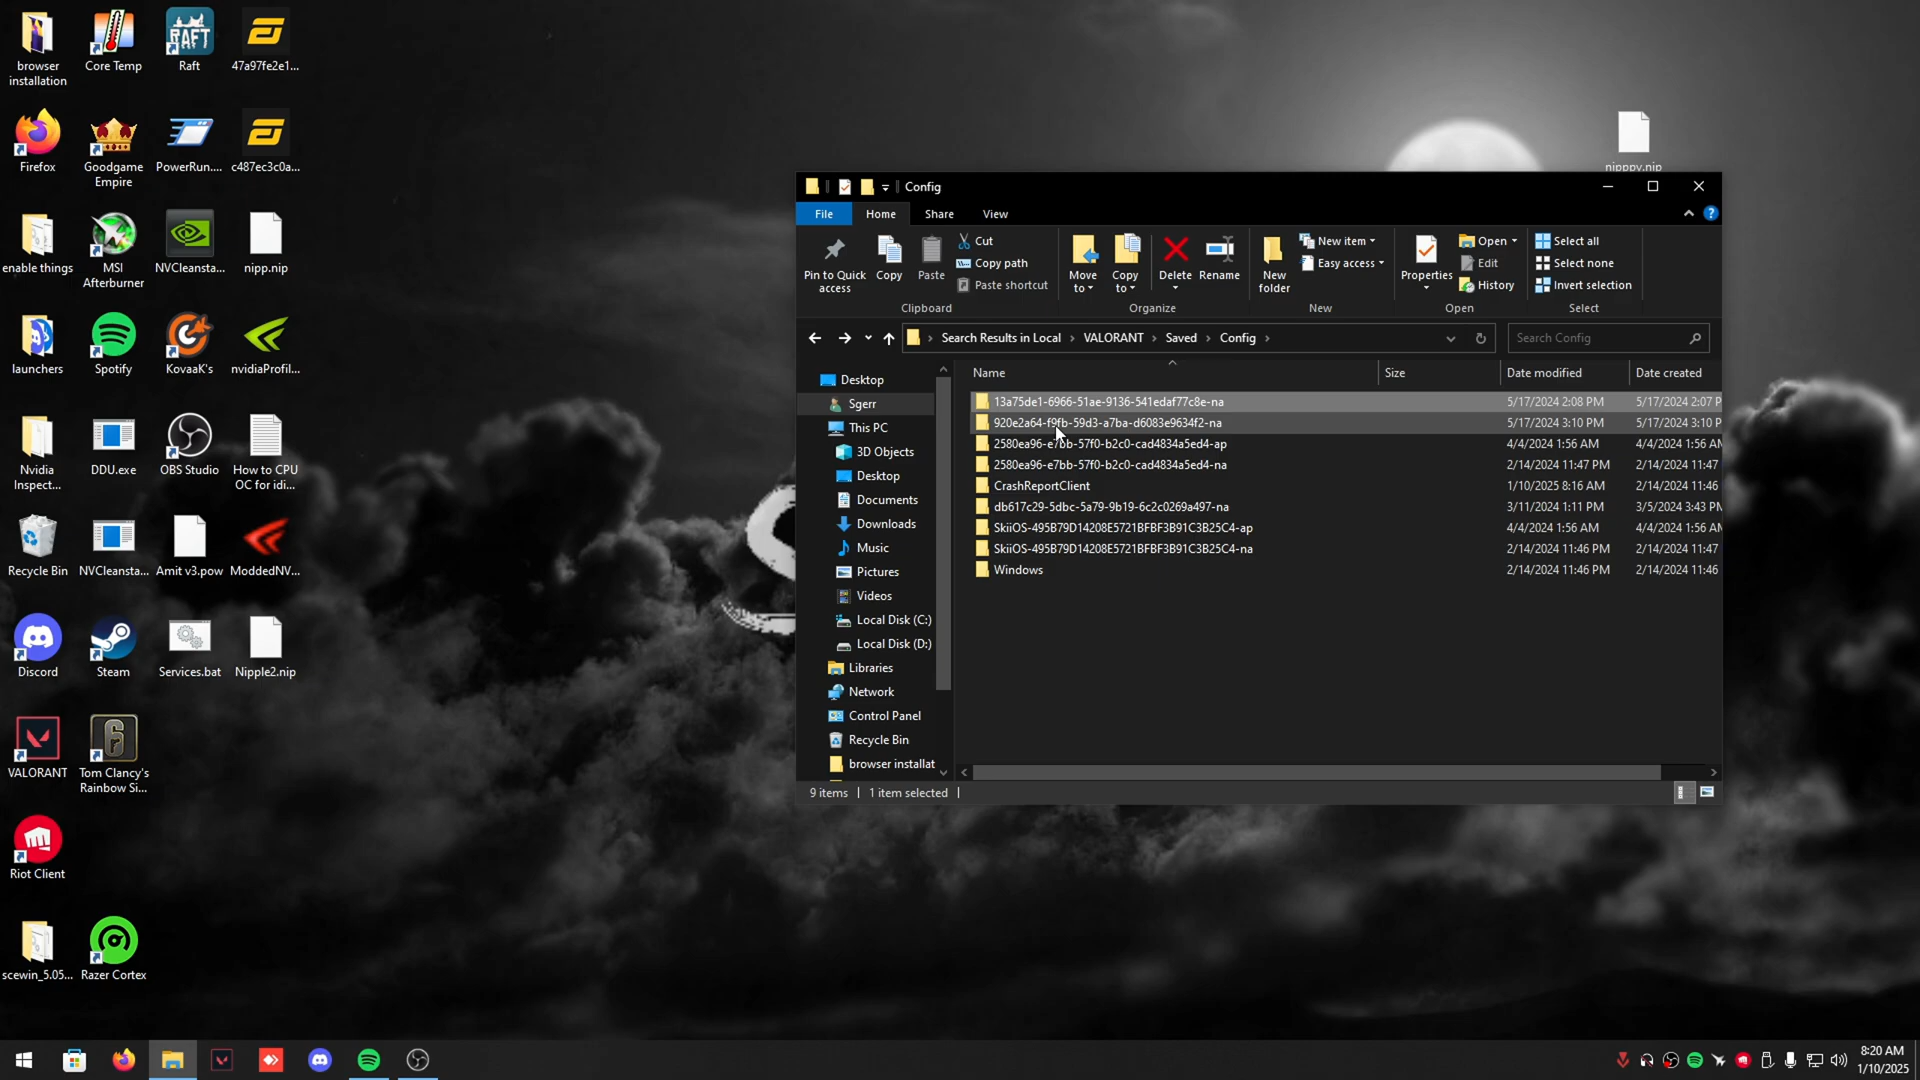 browser
installation
Core Temp
Raft
47a97fe2e1...
Firefox
Goodgame
Empire
PowerRun....
c487ec3c0a...
enable things
MSI
Afterburner
NVCleansta...
nipp.nip
launchers
Spotify
KovaaK's
nvidiaProfil...
Nvidia
Inspect...
DDU.exe
OBS Studio
How to CPU
OC for idi...
Recycle Bin
NVCleansta...
Amit v3.pow
ModdedNV...
Discord
Steam
Services.bat
Nipple2.nip
VALORANT
Tom Clancy's
Rainbow Si...
Riot Client
scewin_5.05...
Razer Cortex
RAFT
nipppy.nip
Config
File Home Share View
Pin to Quick
access
Copy
Paste
Cut
Copy path
Paste shortcut
Clipboard
Move
to
Copy
to
Delete
Rename
Organize
New
folder
New item
Easy access
New
Properties
Open
Edit
History
Open
Select all
Select none
Invert selection
Select
Search Results in Local > VALORANT > Saved > Config >
Search Config
Desktop
Sgerr
This PC
3D Objects
Desktop
Documents
Downloads
Music
Pictures
Videos
Local Disk (C:)
Local Disk (D:)
Libraries
Network
Control Panel
Recycle Bin
browser installat
Name Size Date modified Date created
13a75de1-6966-51ae-9136-541edaf77c8e-na 5/17/2024 2:08 PM 5/17/2024 2:07 P
920e2a64-f9fb-59d3-a7ba-d6083e9634f2-na 5/17/2024 3:10 PM 5/17/2024 3:10 P
2580ea96-e7bb-57f0-b2c0-cad4834a5ed4-ap 4/4/2024 1:56 AM 4/4/2024 1:56 AM
2580ea96-e7bb-57f0-b2c0-cad4834a5ed4-na 2/14/2024 11:47 PM 2/14/2024 11:47
CrashReportClient 1/10/2025 8:16 AM 2/14/2024 11:46
db617c29-5dbc-5a79-9b19-6c2c0269a497-na 3/11/2024 1:11 PM 3/5/2024 3:43 PM
SkiiOS-495B79D14208E5721BFBF3B91C3B25C4-ap 4/4/2024 1:56 AM 4/4/2024 1:56 AM
SkiiOS-495B79D14208E5721BFBF3B91C3B25C4-na 2/14/2024 11:46 PM 2/14/2024 11:47
Windows 2/14/2024 11:46 PM 2/14/2024 11:46
9 items | 1 item selected |
8:20 AM
1/10/2025